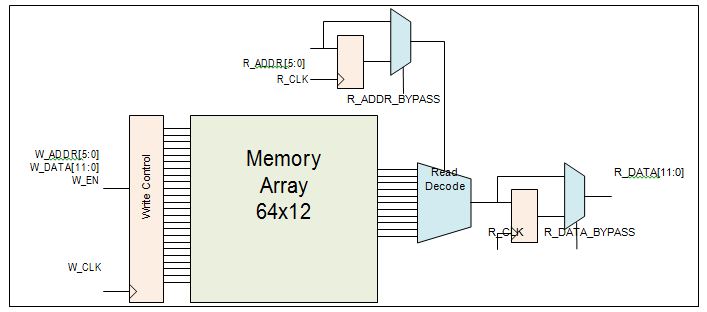 R_ADDR[5:0]
R_CLK
R_ADDR_BYPASS
W_ADDR[5:0]
W_DATA[11:0]
W_EN
W_CLK
Write Control
Memory
Array
64x12
Read
Decode
R_DATA[11:0]
R_CLK
R_DATA_BYPASS